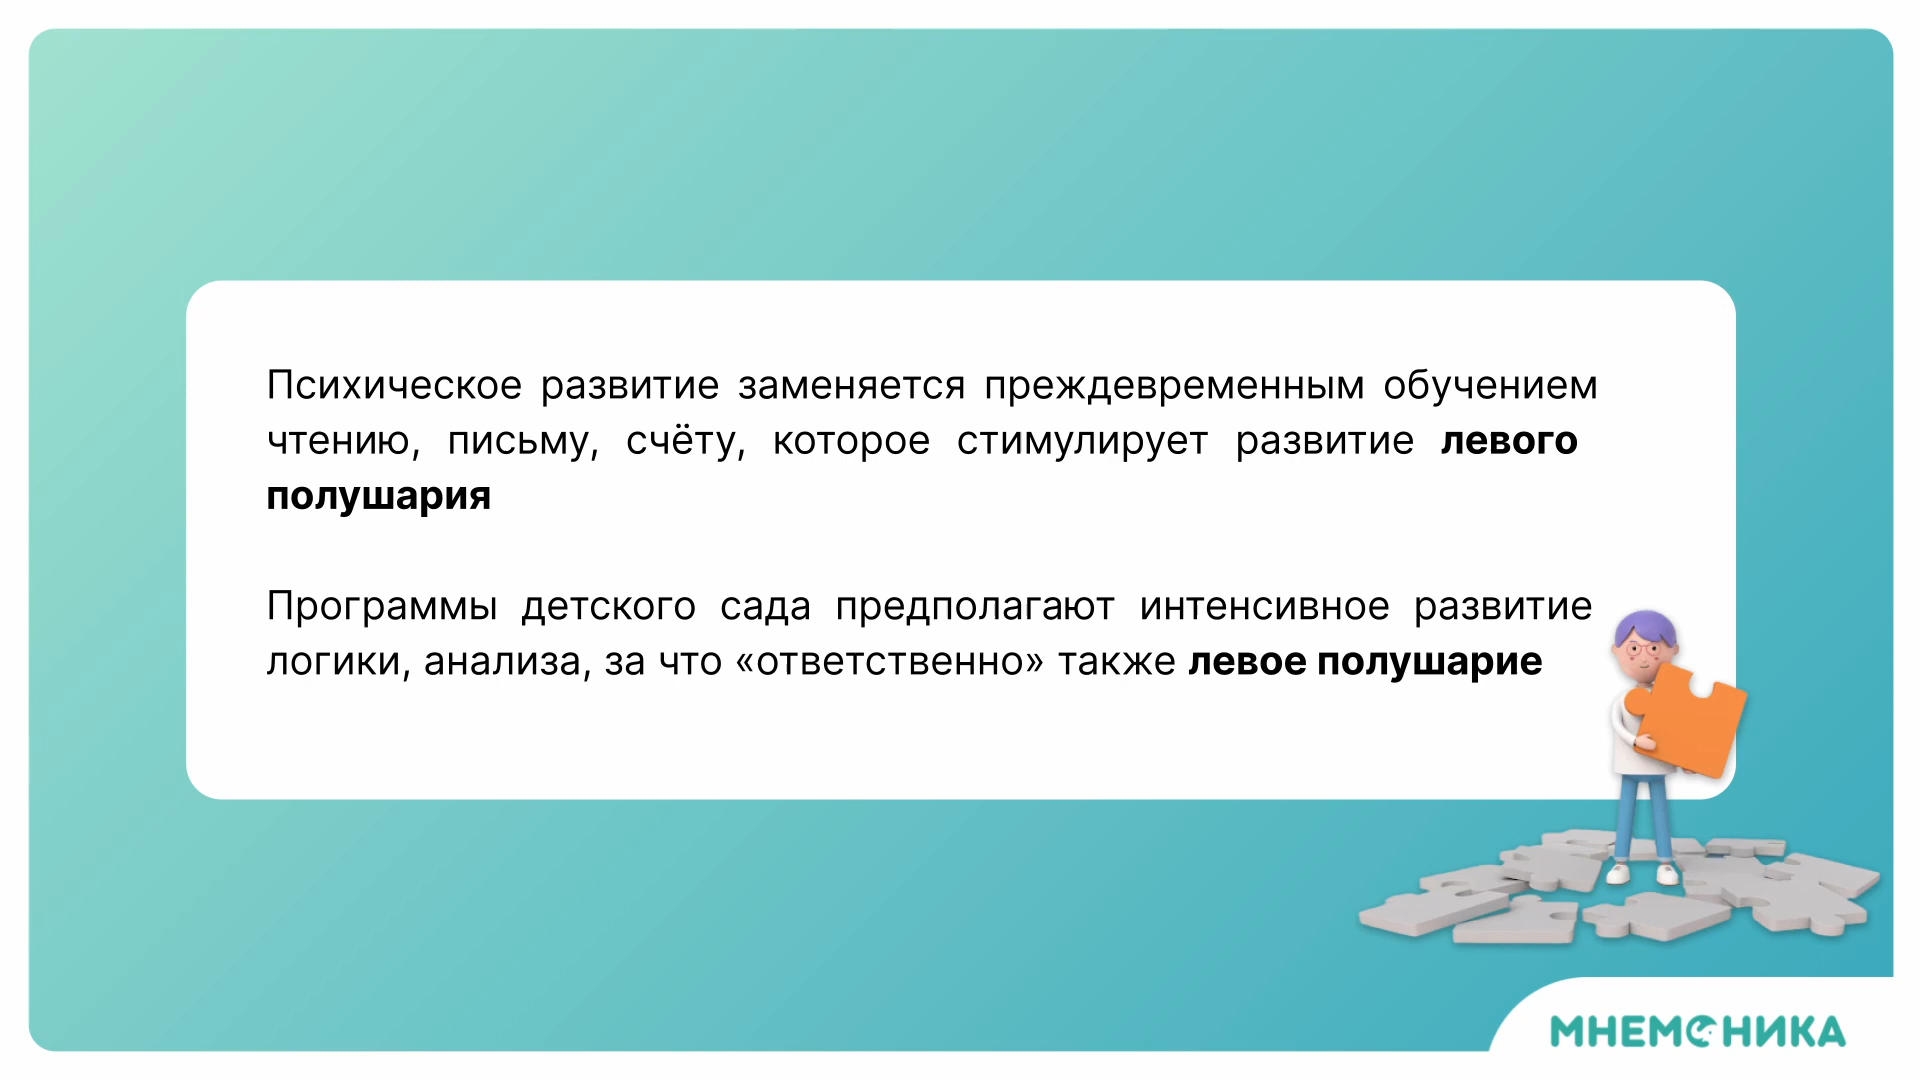 Психическое развитие заменяется преждевременным обучением
чтению, письму, счёту, которое стимулирует развитие левого
полушария
Программы детского сада предполагают интенсивное развитие
логики, анализа, за что «ответственно» также левое полушарие
МНЕМОНИКА